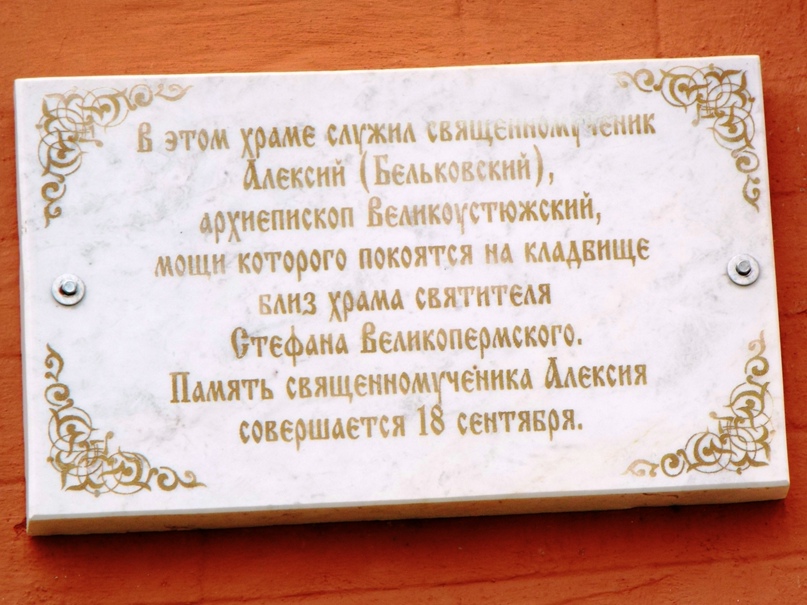 В этом храме служил священномученик
Алексий (Бельковский),
архиепископ Великоустюжский,
мощи которого покоятся на кладбище
близ храма святителя
Стефана Великопермского.
Память священномученика Алексия
совершается 18 сентября.